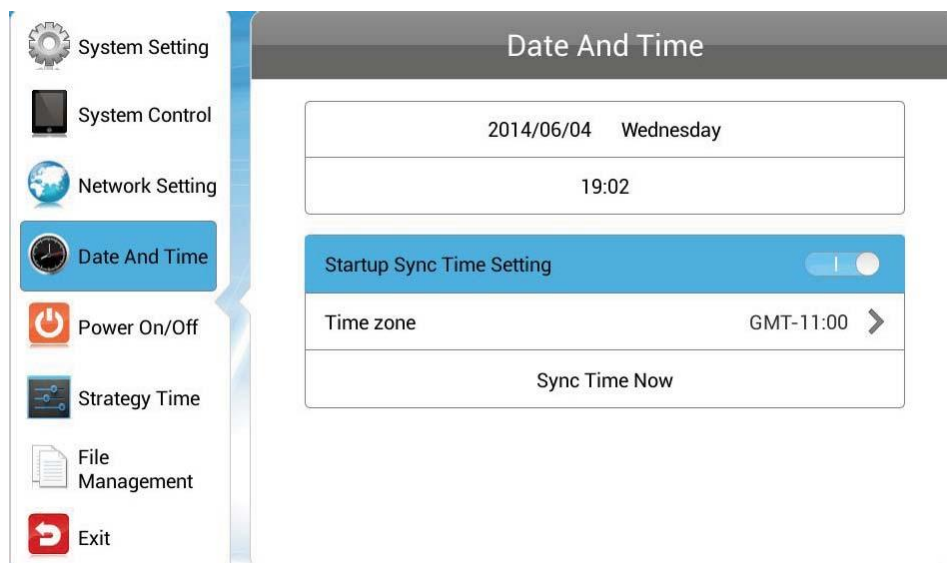 System Setting
System Control
Network Setting
Date And Time
Power On/Off
Strategy Time
File
Management
Exit
Date And Time
2014/06/04 Wednesday
19:02
Startup Sync Time Setting
Time zone GMT-11:00
Sync Time Now